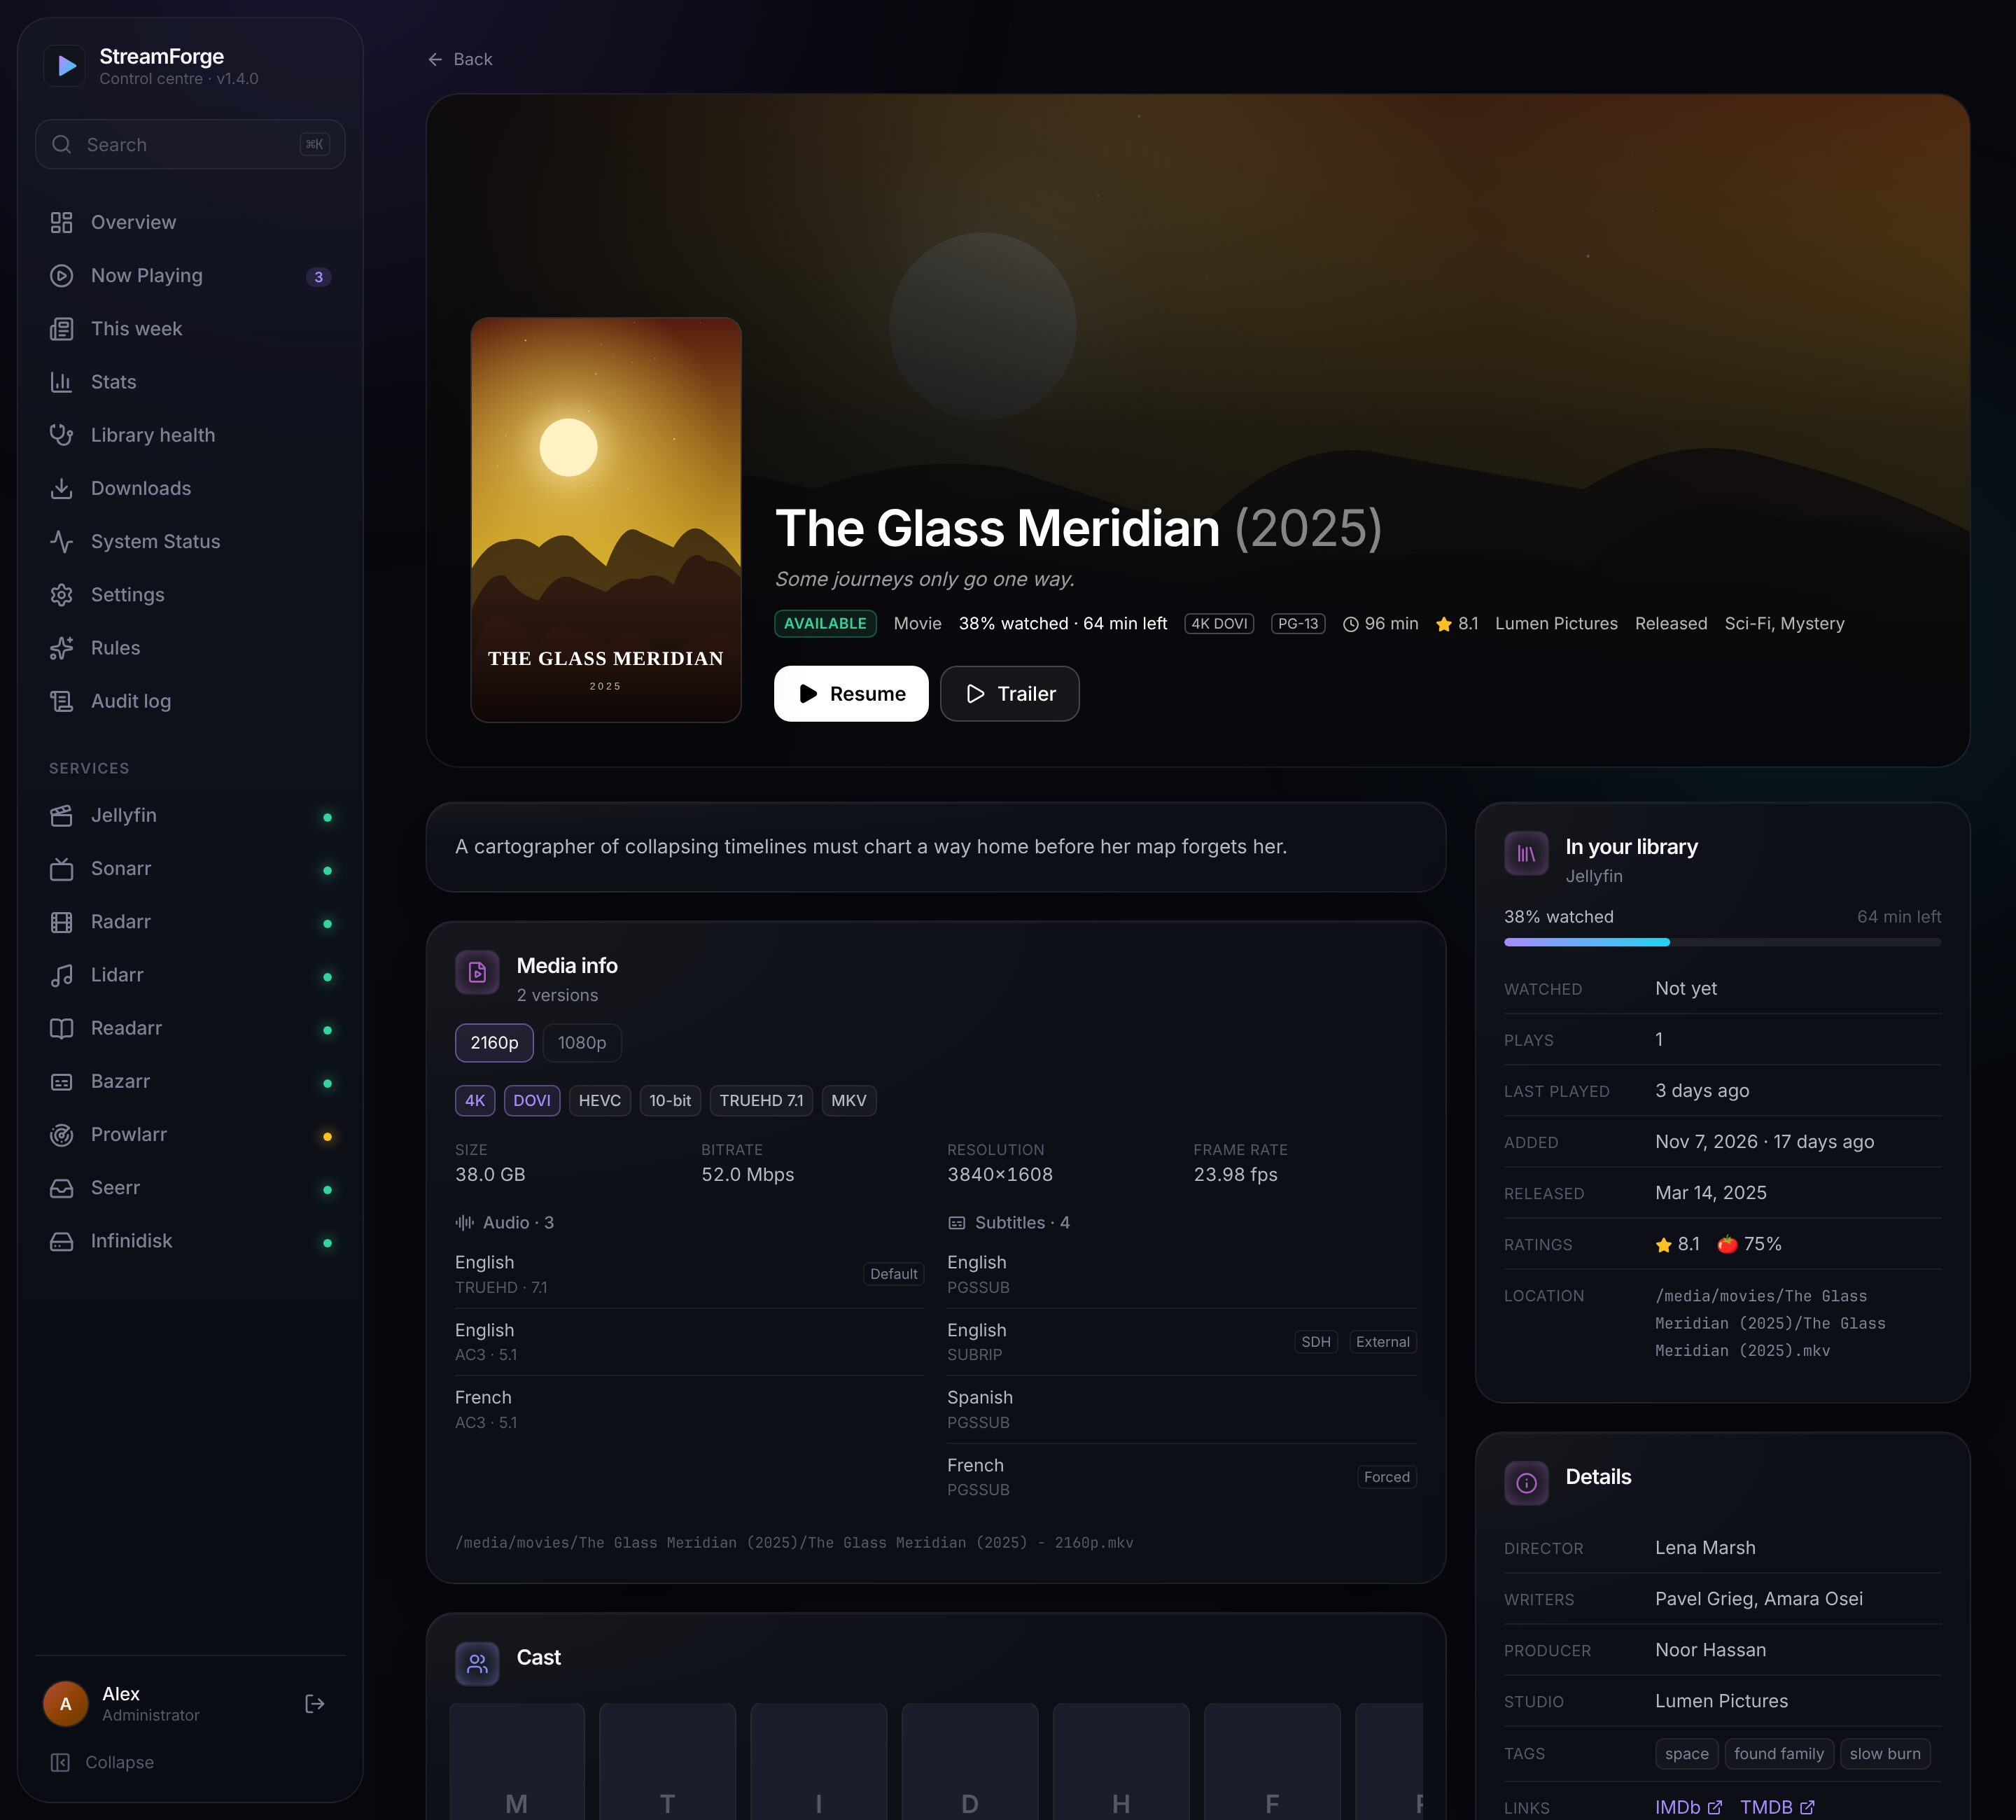 StreamForge
Control centre · v1.4.0
Search
⌘K
Overview
Now Playing
3
This week
Stats
Library health
Downloads
System Status
Settings
Rules
Audit log
SERVICES
Jellyfin
Sonarr
Radarr
Lidarr
Readarr
Bazarr
Prowlarr
Seerr
Infinidisk
A
Alex
Administrator
Collapse
Back
THE GLASS MERIDIAN
2025
The Glass Meridian (2025)
Some journeys only go one way.
AVAILABLE Movie 38% watched · 64 min left 4K DOVI PG-13 96 min 8.1 Lumen Pictures Released Sci-Fi, Mystery
Resume
Trailer
A cartographer of collapsing timelines must chart a way home before her map forgets her.
Media info
2 versions
2160p
1080p
4K DOVI HEVC 10-bit TRUEHD 7.1 MKV
SIZE
38.0 GB
BITRATE
52.0 Mbps
RESOLUTION
3840×1608
FRAME RATE
23.98 fps
Audio · 3
English
TRUEHD · 7.1
Default
English
AC3 · 5.1
French
AC3 · 5.1
Subtitles · 4
English
PGSSUB
English
SUBRIP
SDH
External
Spanish
PGSSUB
French
PGSSUB
Forced
/media/movies/The Glass Meridian (2025)/The Glass Meridian (2025) - 2160p.mkv
Cast
M
T
I
D
H
F
In your library
Jellyfin
38% watched
64 min left
WATCHED
Not yet
PLAYS
1
LAST PLAYED
3 days ago
ADDED
Nov 7, 2026 · 17 days ago
RELEASED
Mar 14, 2025
RATINGS
8.1 75%
LOCATION
/media/movies/The Glass
Meridian (2025)/The Glass
Meridian (2025).mkv
Details
DIRECTOR
Lena Marsh
WRITERS
Pavel Grieg, Amara Osei
PRODUCER
Noor Hassan
STUDIO
Lumen Pictures
TAGS
space
found family
slow burn
LINKS
IMDb
TMDB